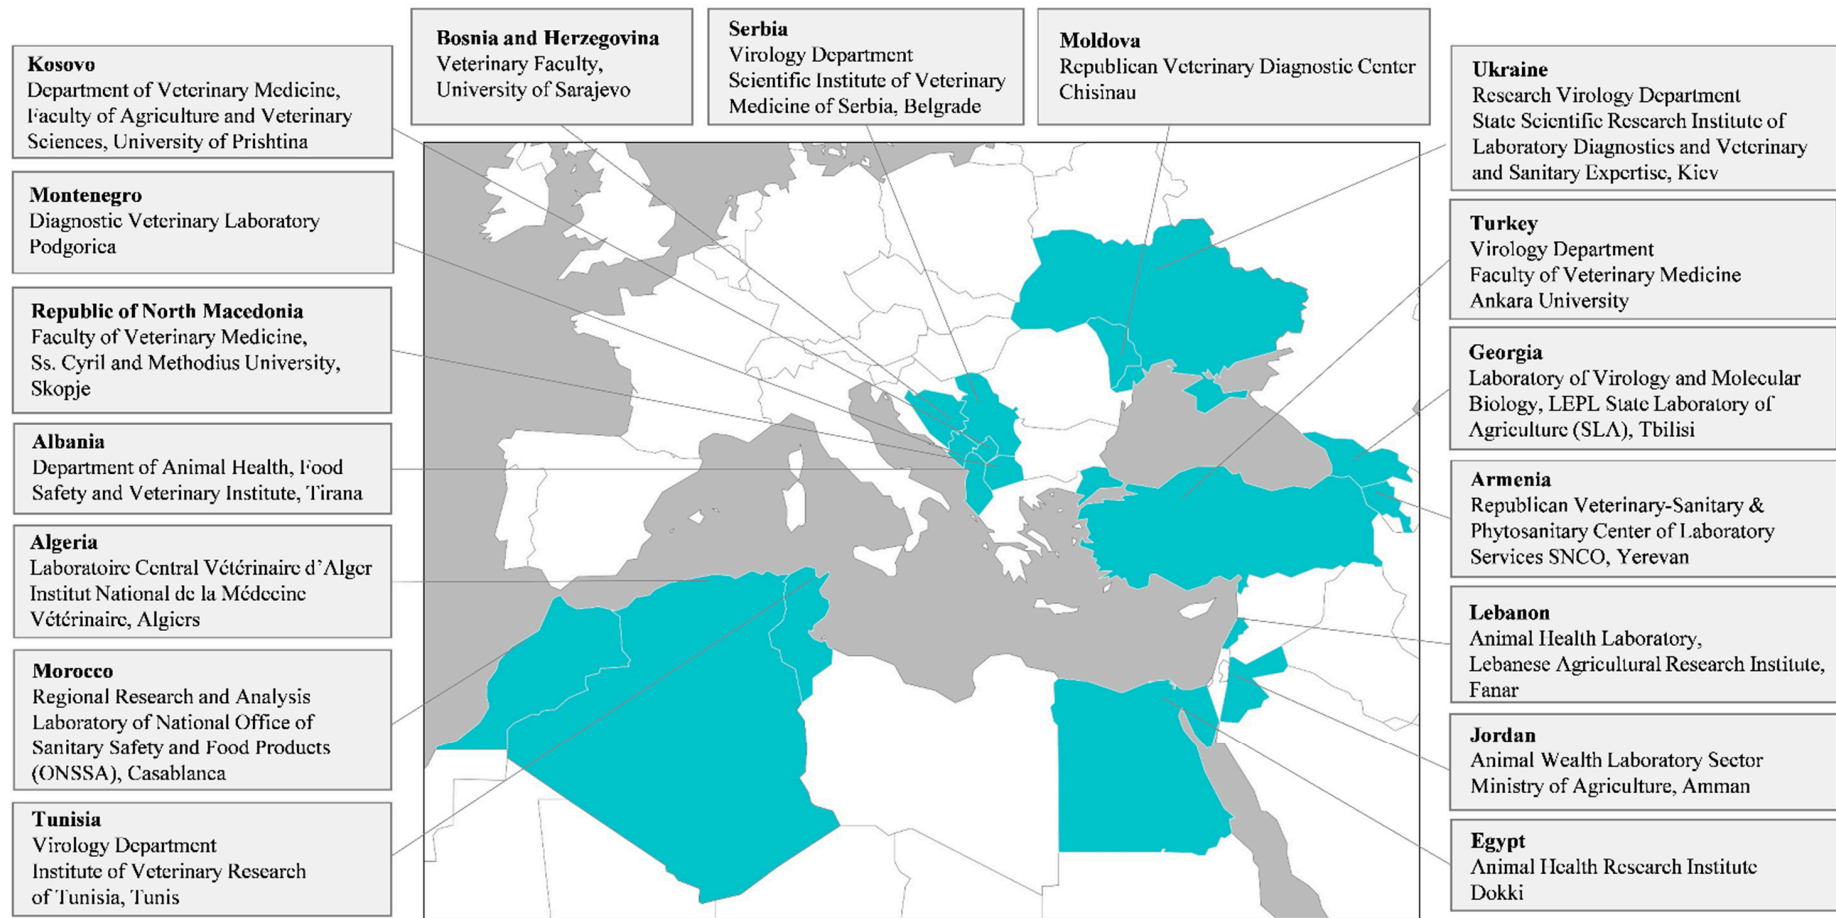 Kosovo
Department of Veterinary Medicine,
Faculty of Agriculture and Veterinary
Sciences, University of Prishtina
Montenegro
Diagnostic Veterinary Laboratory
Podgorica
Republic of North Macedonia
Faculty of Veterinary Medicine,
Ss. Cyril and Methodius University,
Skopje
Albania
Department of Animal Health, Food
Safety and Veterinary Institute, Tirana
Algeria
Laboratoire Central Vétérinaire d'Alger
Institut National de la Médecine
Vétérinaire, Algiers
Morocco
Regional Research and Analysis
Laboratory of National Office of
Sanitary Safety and Food Products
(ONSSA), Casablanca
Tunisia
Virology Department
Institute of Veterinary Research
of Tunisia, Tunis
Bosnia and Herzegovina
Veterinary Faculty,
University of Sarajevo
Serbia
Virology Department
Scientific Institute of Veterinary
Medicine of Serbia, Belgrade
Moldova
Republican Veterinary Diagnostic Center
Chisinau
Ukraine
Research Virology Department
State Scientific Research Institute of
Laboratory Diagnostics and Veterinary
and Sanitary Expertise, Kiev
Turkey
Virology Department
Faculty of Veterinary Medicine
Ankara University
Georgia
Laboratory of Virology and Molecular
Biology, LEPL State Laboratory of
Agriculture (SLA), Tbilisi
Armenia
Republican Veterinary-Sanitary &
Phytosanitary Center of Laboratory
Services SNCO, Yerevan
Lebanon
Animal Health Laboratory,
Lebanese Agricultural Research Institute,
Fanar
Jordan
Animal Wealth Laboratory Sector
Ministry of Agriculture, Amman
Egypt
Animal Health Research Institute
Dokki